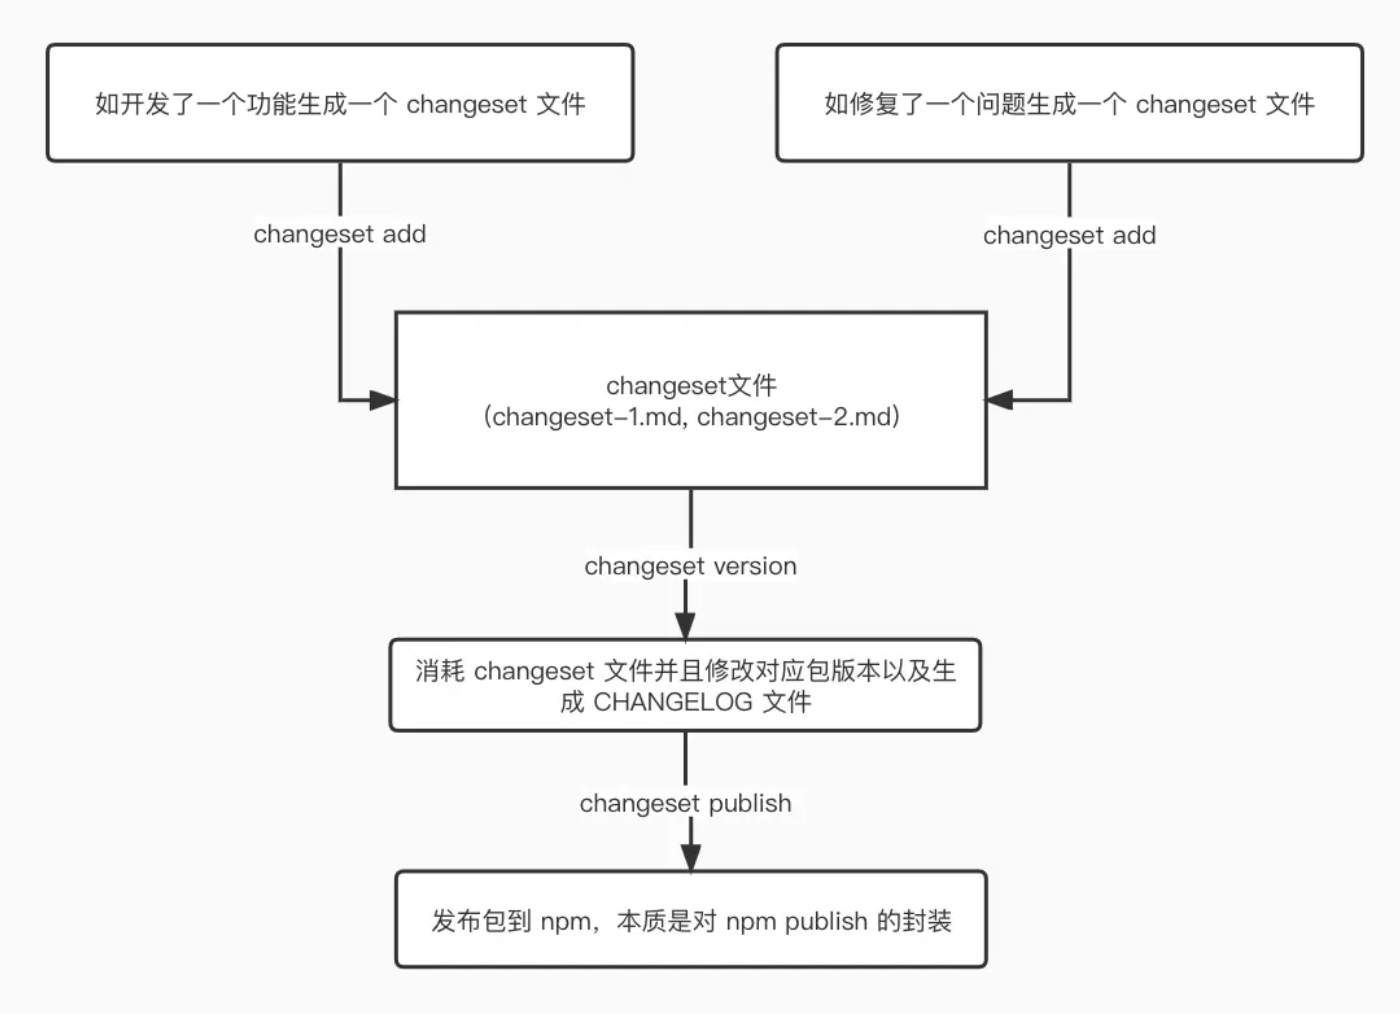 如开发了一个功能生成一个 changeset 文件
如修复了一个问题生成一个 changeset 文件
changeset add
changeset add
changeset文件
（changeset-1.md, changeset-2.md）
changeset version
消耗 changeset 文件并且修改对应包版本以及生
成 CHANGELOG 文件
changeset publish
发布包到 npm，本质是对 npm publish 的封装